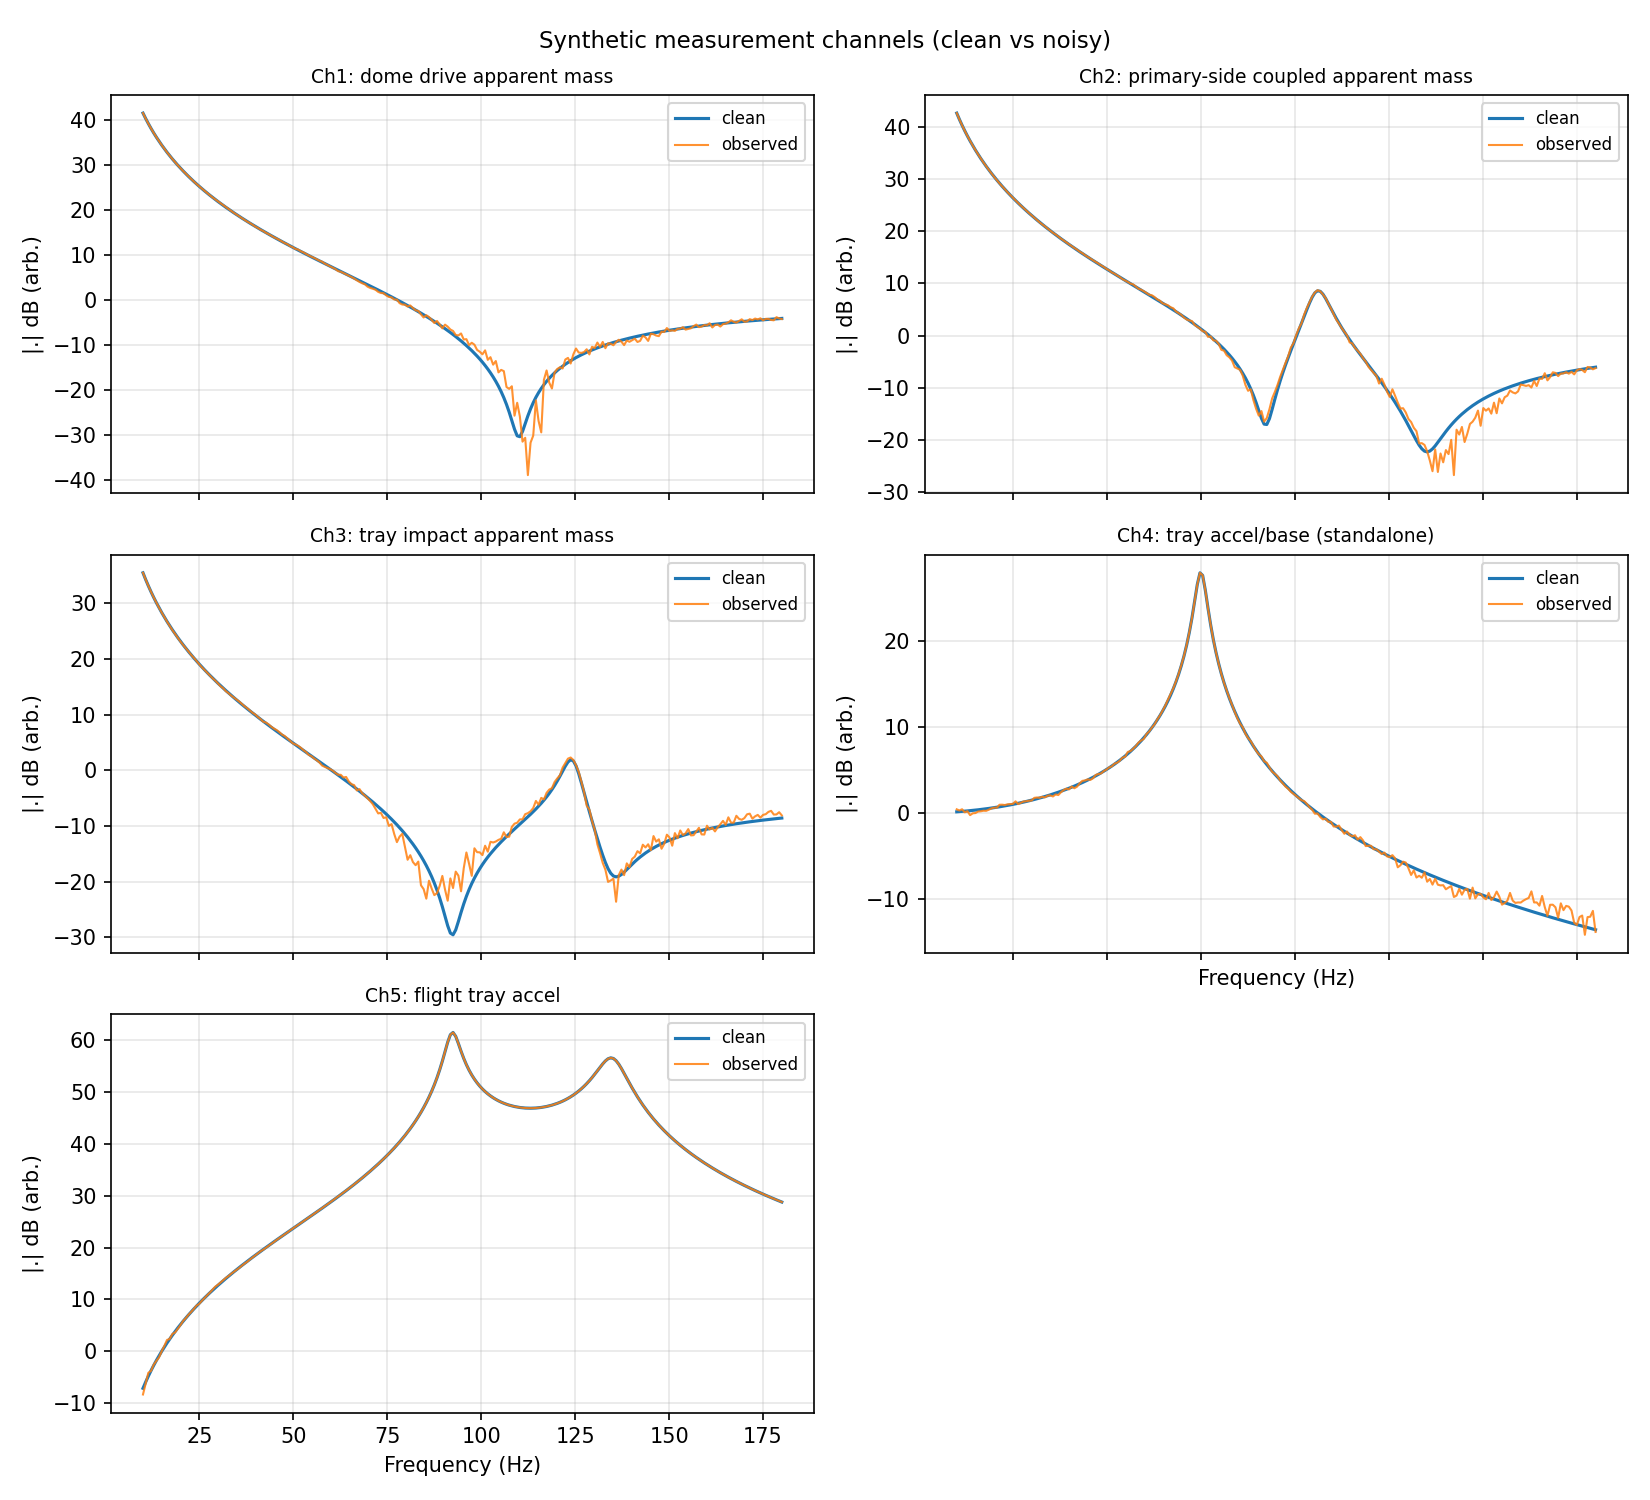 Synthetic measurement channels (clean vs noisy)
Ch1: dome drive apparent mass
|.| dB (arb.)
40
30
20
10
0
−10
−20
−30
−40
clean
observed
Ch2: primary-side coupled apparent mass
|.| dB (arb.)
40
30
20
10
0
−10
−20
−30
clean
observed
Ch3: tray impact apparent mass
|.| dB (arb.)
30
20
10
0
−10
−20
−30
clean
observed
Ch4: tray accel/base (standalone)
|.| dB (arb.)
20
10
0
−10
clean
observed
Frequency (Hz)
Ch5: flight tray accel
|.| dB (arb.)
60
50
40
30
20
10
0
−10
clean
observed
25 50 75 100 125 150 175
Frequency (Hz)